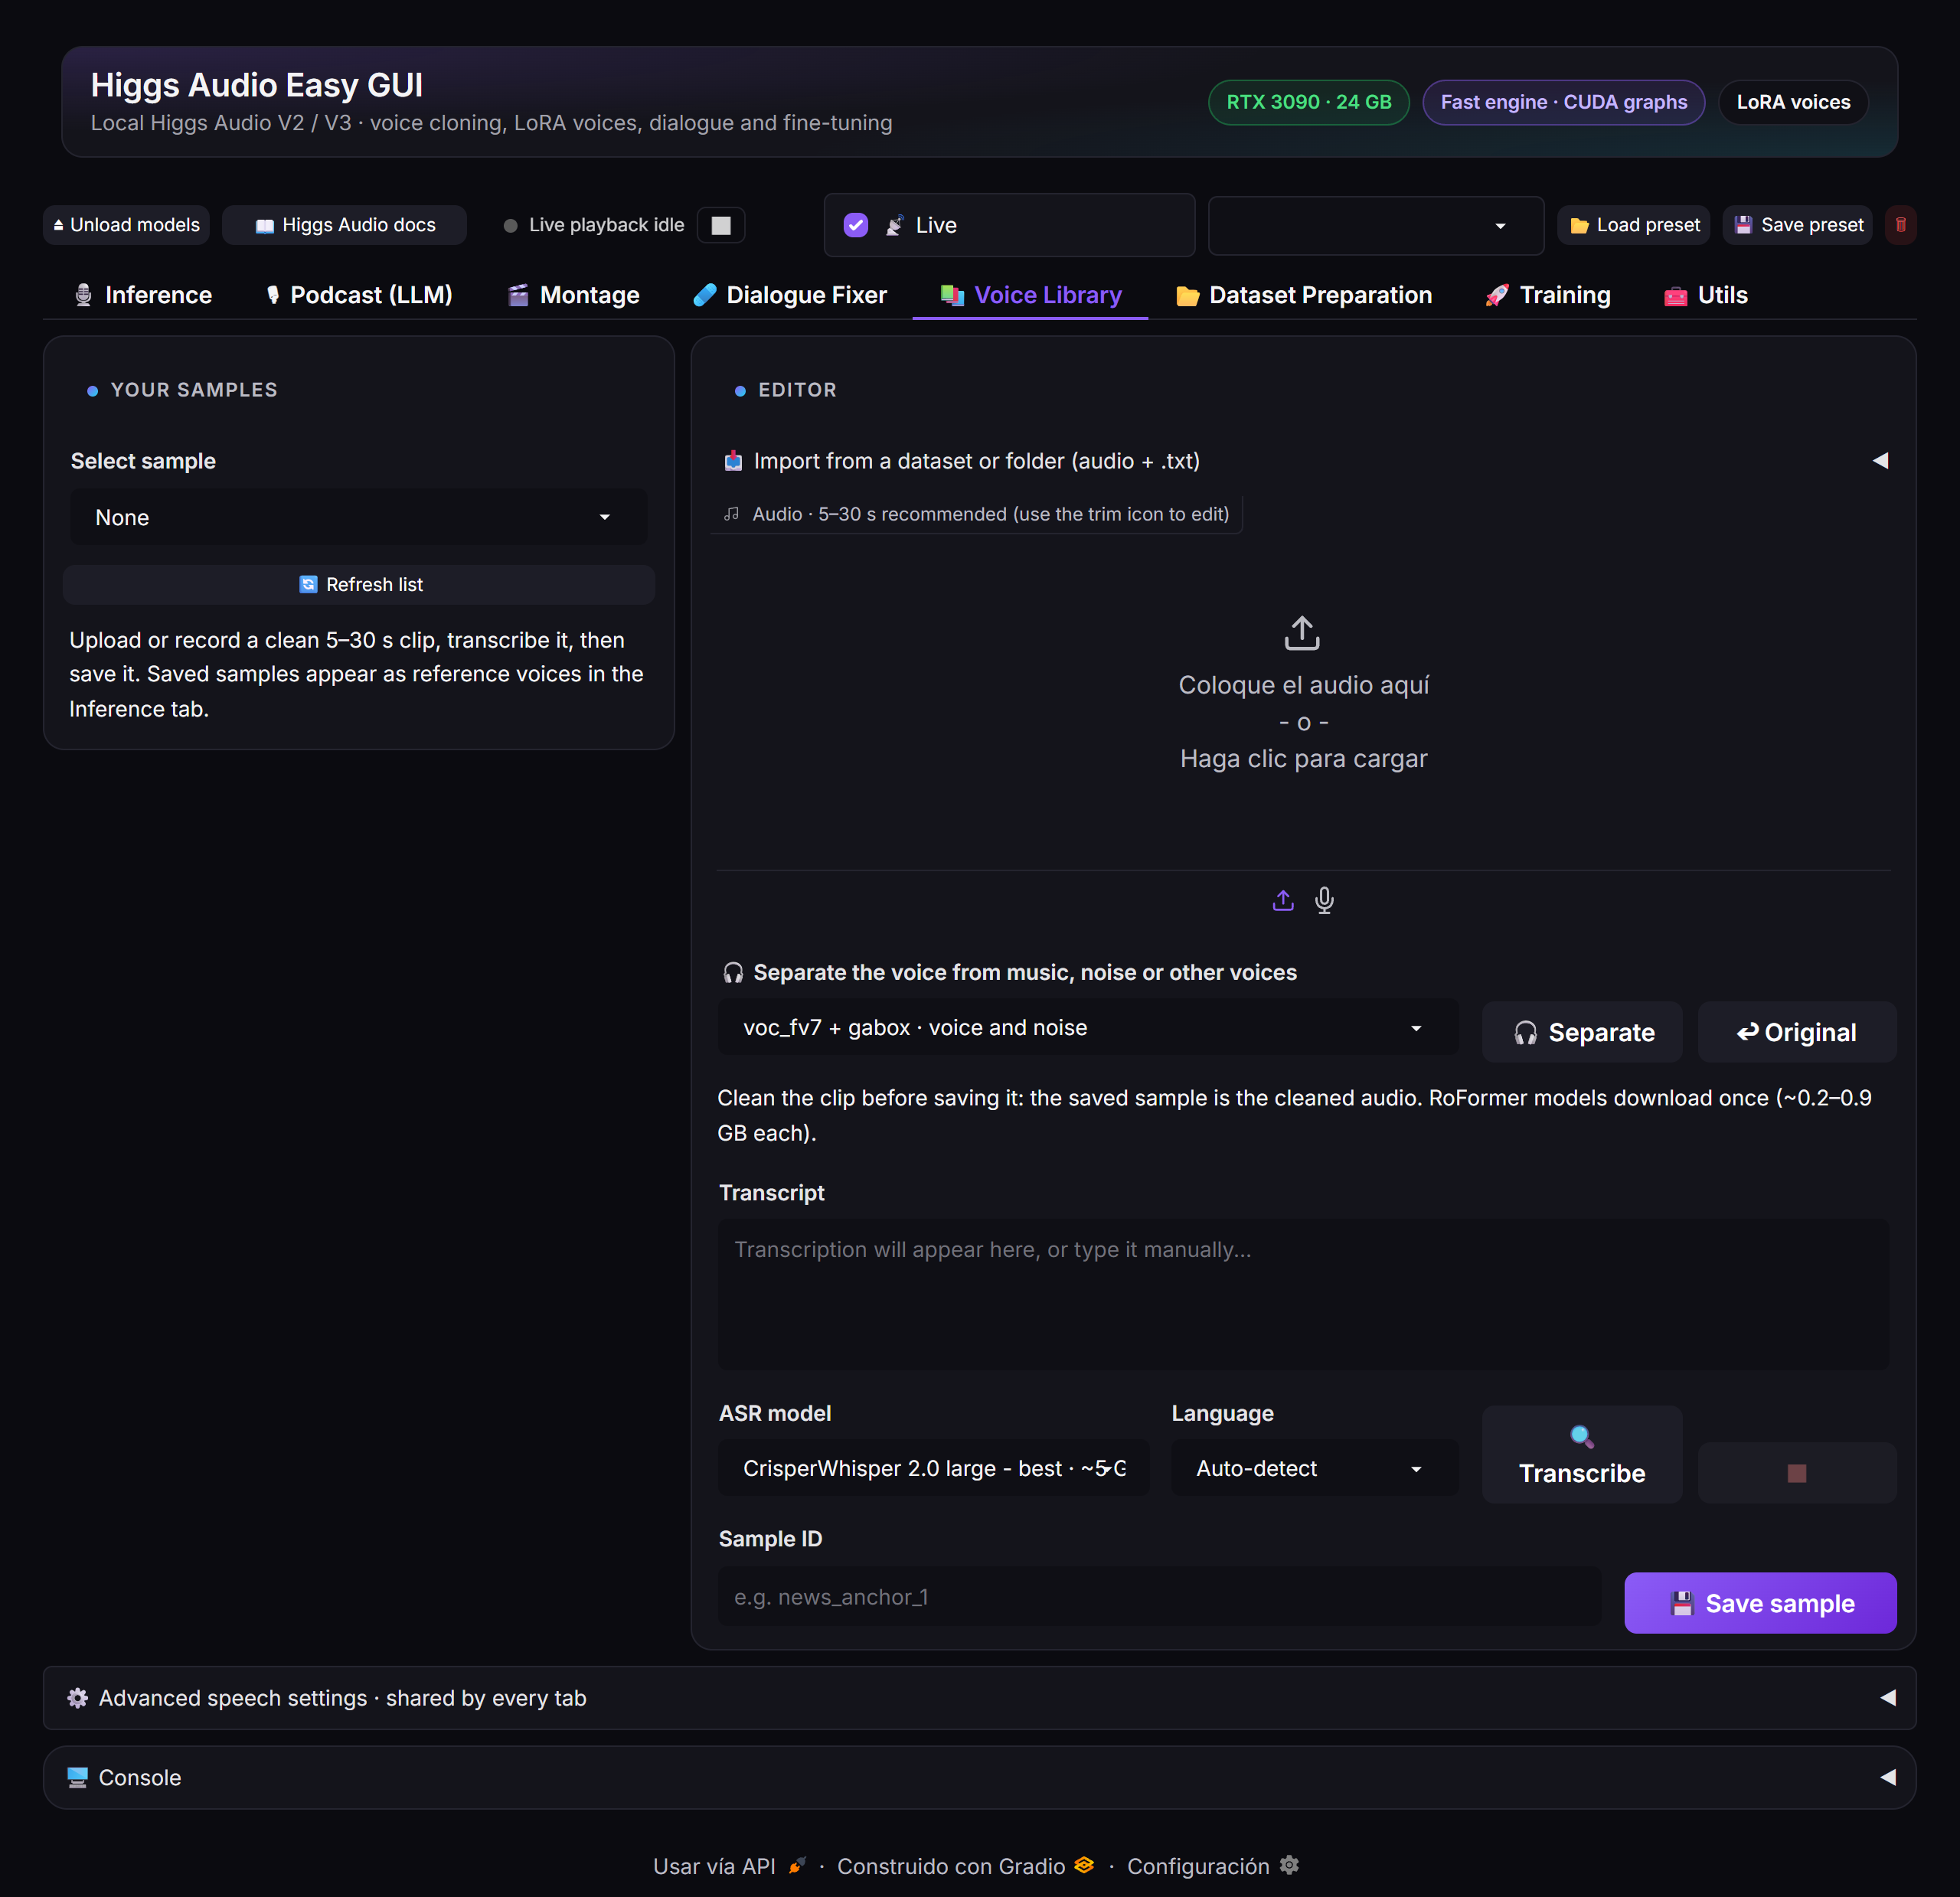 Higgs Audio Easy GUI
Local Higgs Audio V2 / V3 · voice cloning, LoRA voices, dialogue and fine-tuning
RTX 3090 · 24 GB
Fast engine · CUDA graphs
LoRA voices
Unload models
Higgs Audio docs
Live playback idle
Live
Load preset
Save preset
Inference
Podcast (LLM)
Montage
Dialogue Fixer
Voice Library
Dataset Preparation
Training
Utils
YOUR SAMPLES
Select sample
None
Refresh list
Upload or record a clean 5–30 s clip, transcribe it, then
save it. Saved samples appear as reference voices in the
Inference tab.
EDITOR
Import from a dataset or folder (audio + .txt)
Audio · 5–30 s recommended (use the trim icon to edit)
Coloque el audio aquí
- o -
Haga clic para cargar
Separate the voice from music, noise or other voices
voc_fv7 + gabox · voice and noise
Separate
Original
Clean the clip before saving it: the saved sample is the cleaned audio. RoFormer models download once (~0.2–0.9
GB each).
Transcript
Transcription will appear here, or type it manually...
ASR model
Language
CrisperWhisper 2.0 large - best · ~5 G
Auto-detect
Transcribe
Sample ID
e.g. news_anchor_1
Save sample
Advanced speech settings · shared by every tab
Console
Usar vía API · Construido con Gradio · Configuración